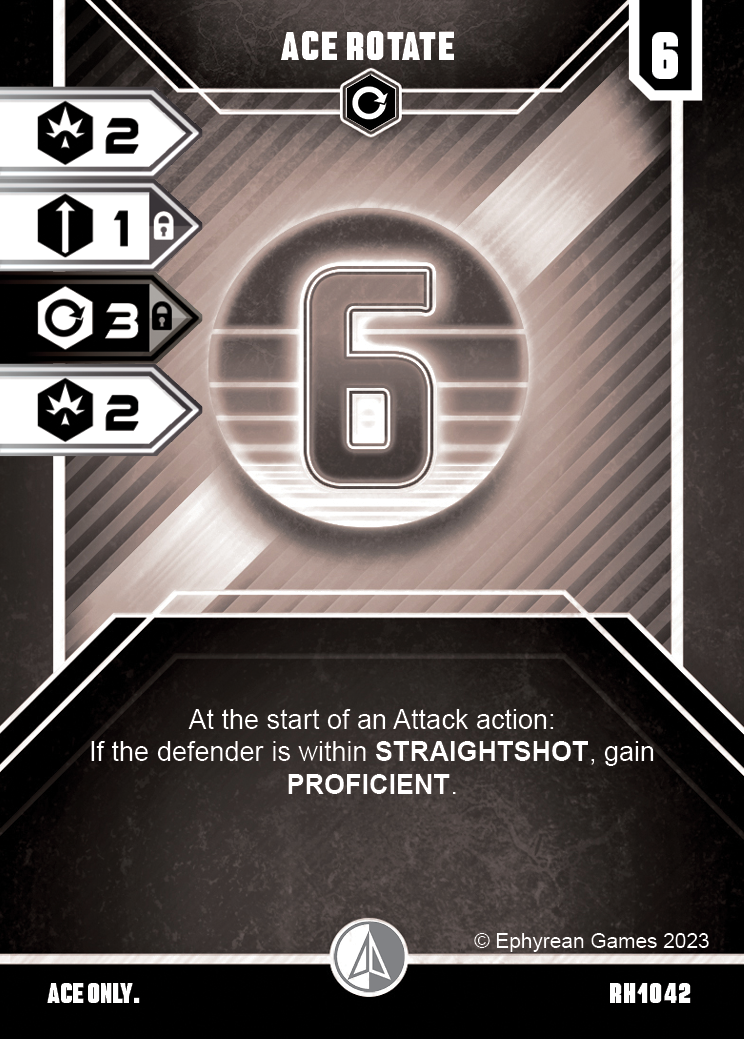 ACE ROTATE
6
2
1
3
2
6
At the start of an Attack action:
If the defender is within STRAIGHTSHOT, gain
PROFICIENT.
© Ephyrean Games 2023
ACE ONLY.
RH1042